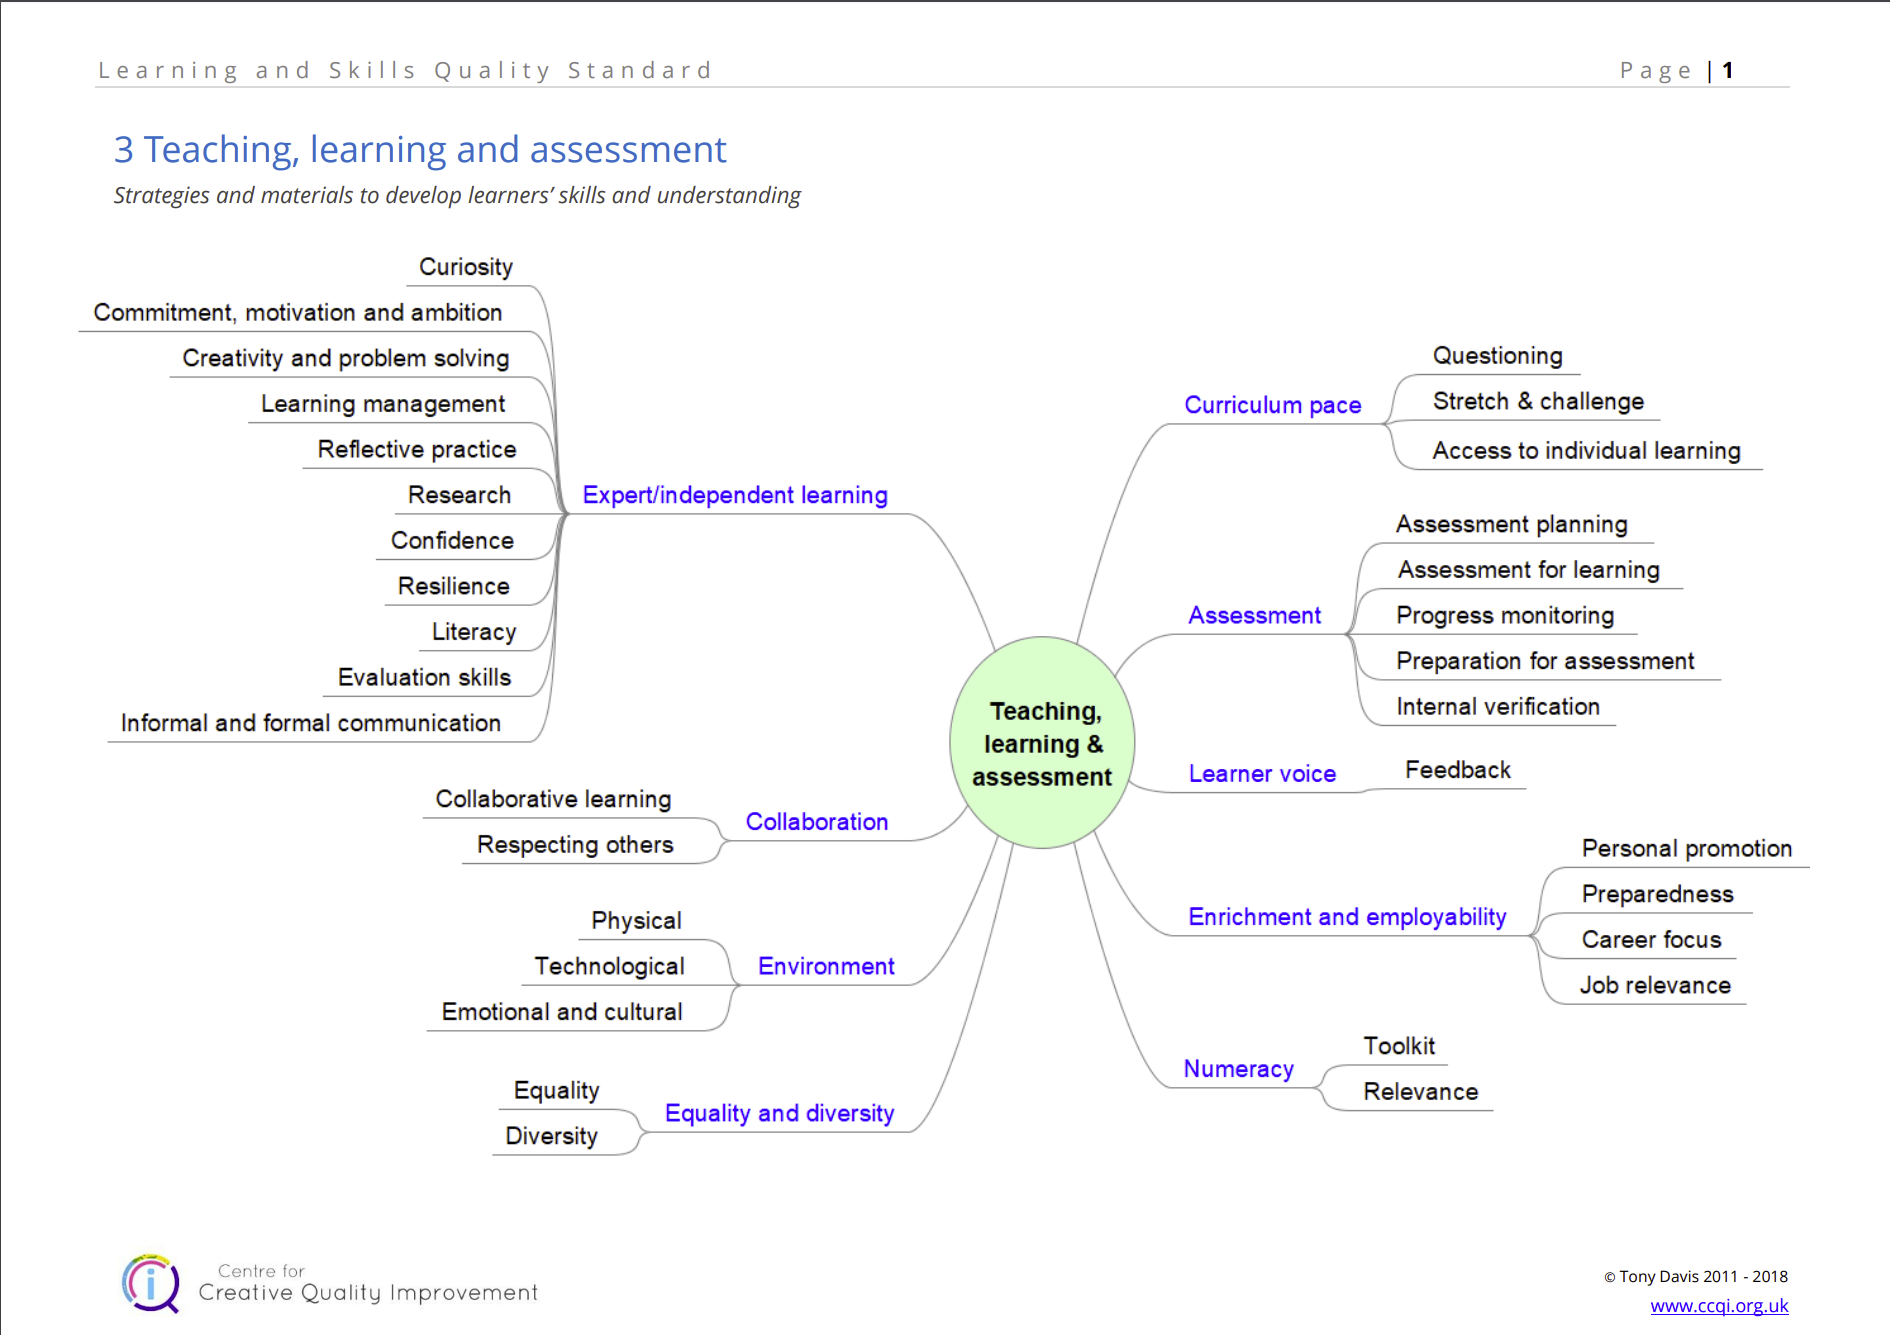 Learning and Skills Quality Standard
Page | 1
3 Teaching, learning and assessment
Strategies and materials to develop learners’ skills and understanding
Curiosity
Commitment, motivation and ambition
Creativity and problem solving
Learning management
Reflective practice
Research
Confidence
Resilience
Literacy
Evaluation skills
Informal and formal communication
Expert/independent learning
Collaborative learning
Respecting others
Collaboration
Physical
Technological
Emotional and cultural
Environment
Equality
Diversity
Equality and diversity
Teaching,
learning &
assessment
Curriculum pace
Questioning
Stretch & challenge
Access to individual learning
Assessment
Assessment planning
Assessment for learning
Progress monitoring
Preparation for assessment
Internal verification
Learner voice
Feedback
Enrichment and employability
Personal promotion
Preparedness
Career focus
Job relevance
Numeracy
Toolkit
Relevance
Centre for
Creative Quality Improvement
© Tony Davis 2011 - 2018
www.ccqi.org.uk